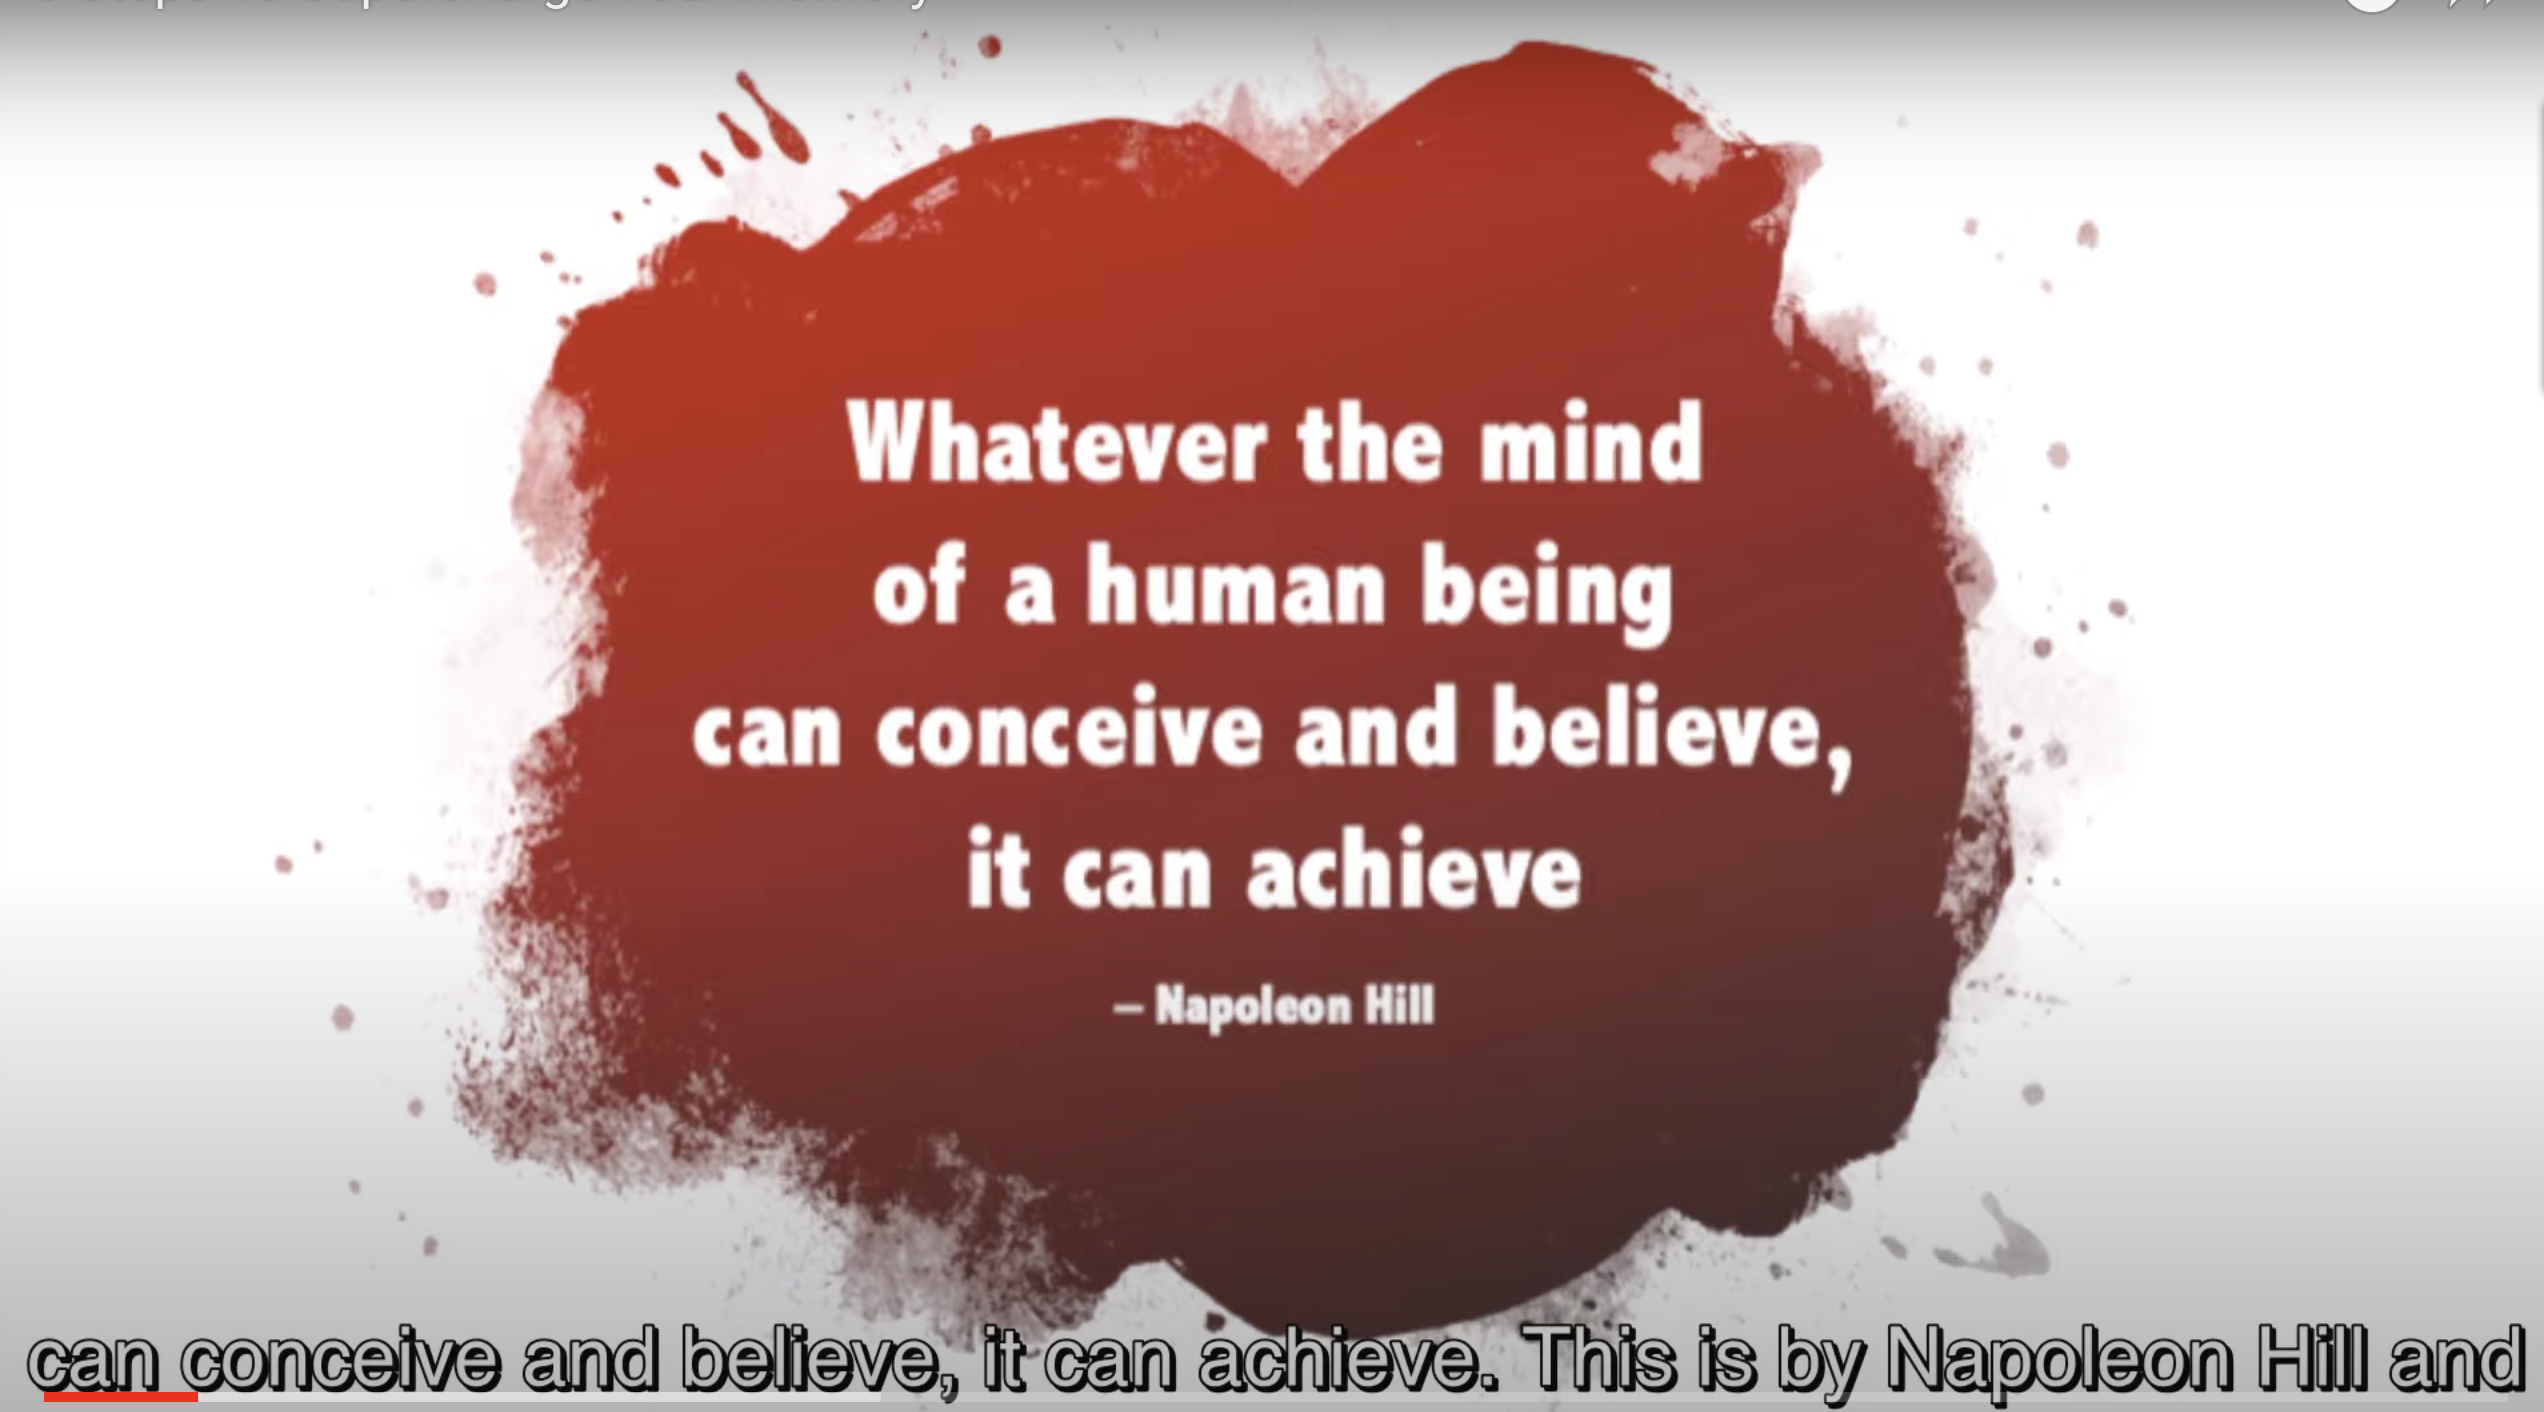 Whatever the mind
of a human being
can conceive and believe,
it can achieve
– Napoleon Hill
can conceive and believe, it can achieve. This is by Napoleon Hill and